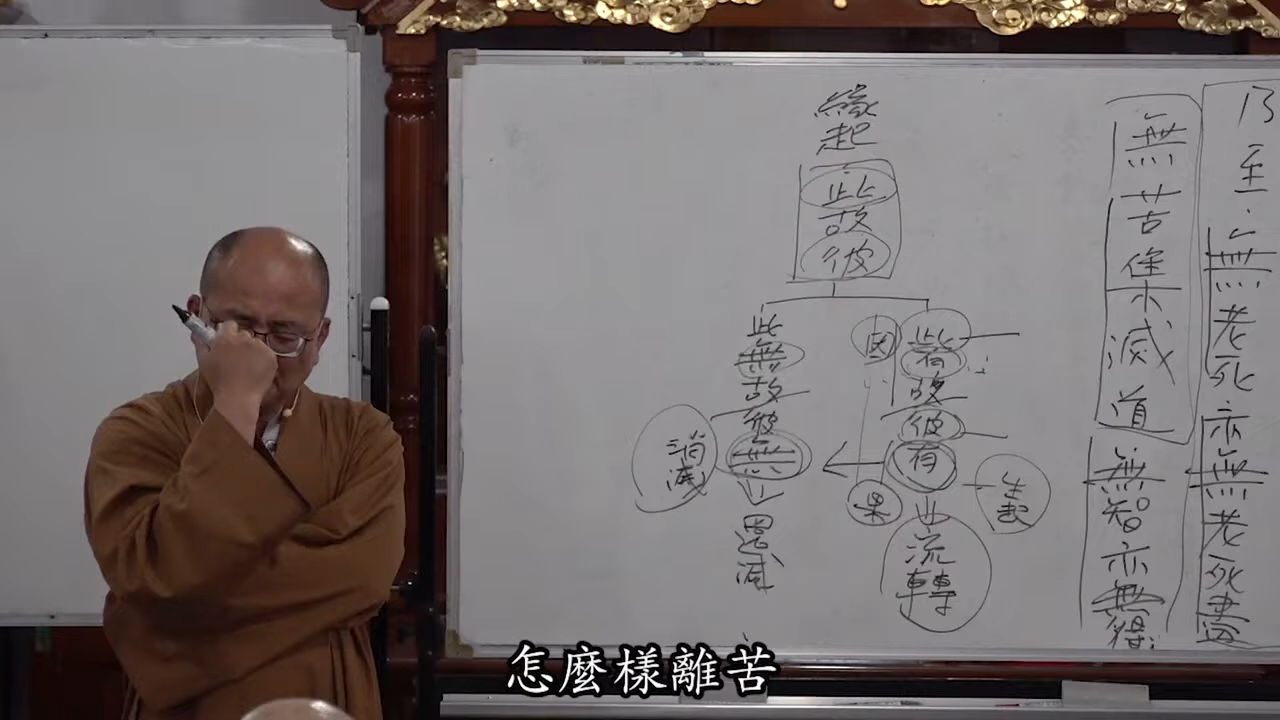 乃至無老死亦無老死盡
無苦集滅道
無智亦無得
緣起
此故彼
因
此有故彼有
果
生起
流轉
此無故彼無
消滅
還滅
怎麼樣離苦